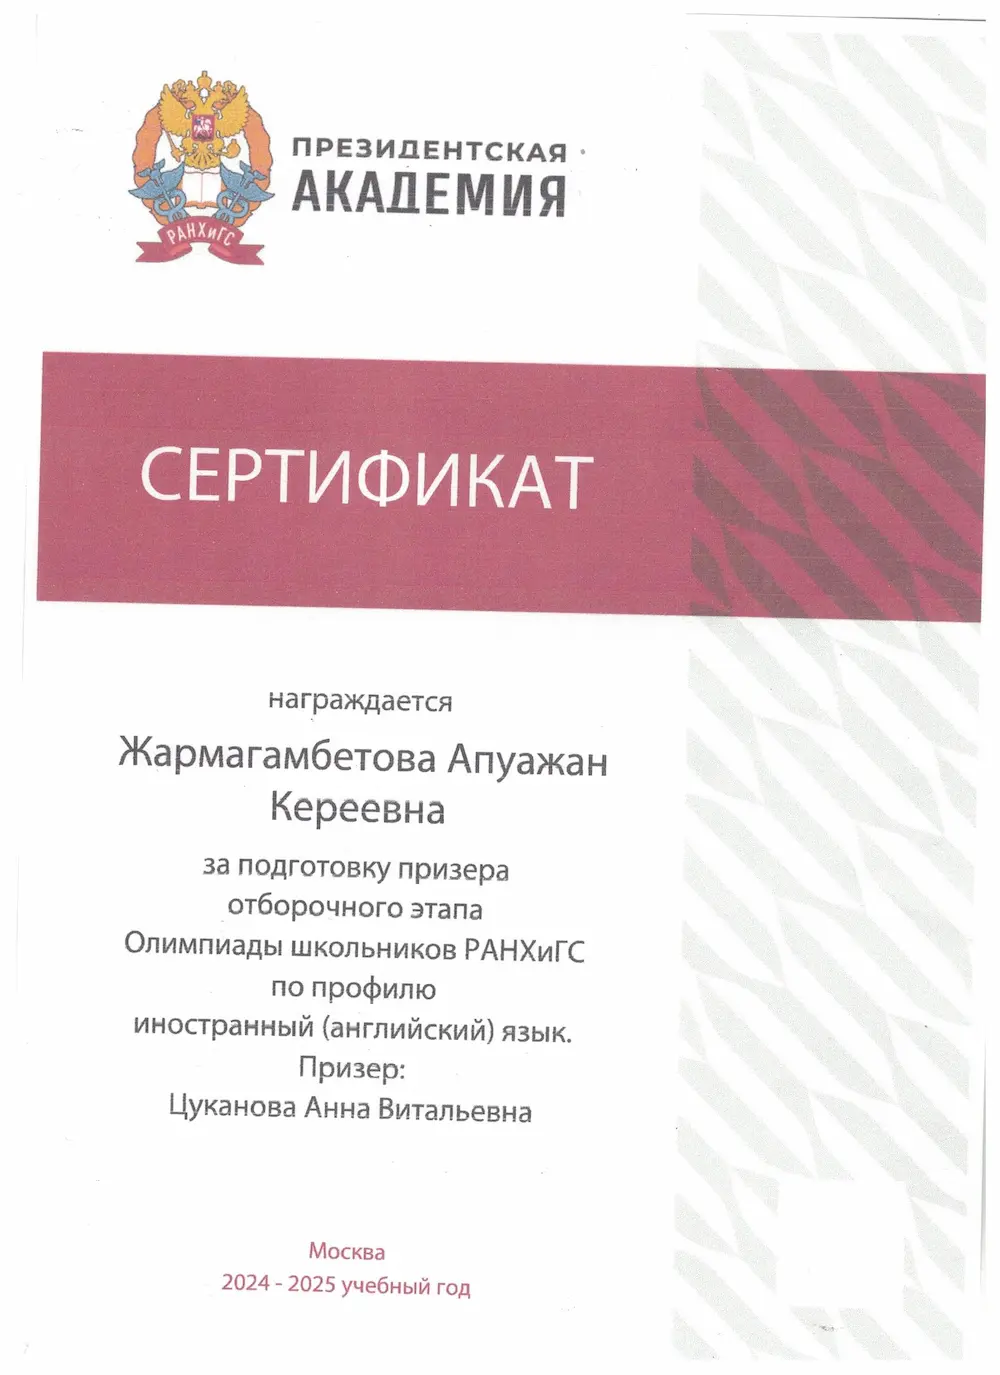 ПРЕЗИДЕНТСКАЯ
АКАДЕМИЯ
РАНХиГС
СЕРТИФИКАТ
награждается
Жармагамбетова Апуажан
Кереевна
за подготовку призера
отборочного этапа
Олимпиады школьников РАНХиГС
по профилю
иностранный (английский) язык.
Призер:
Цуканова Анна Витальевна
Москва
2024 - 2025 учебный год